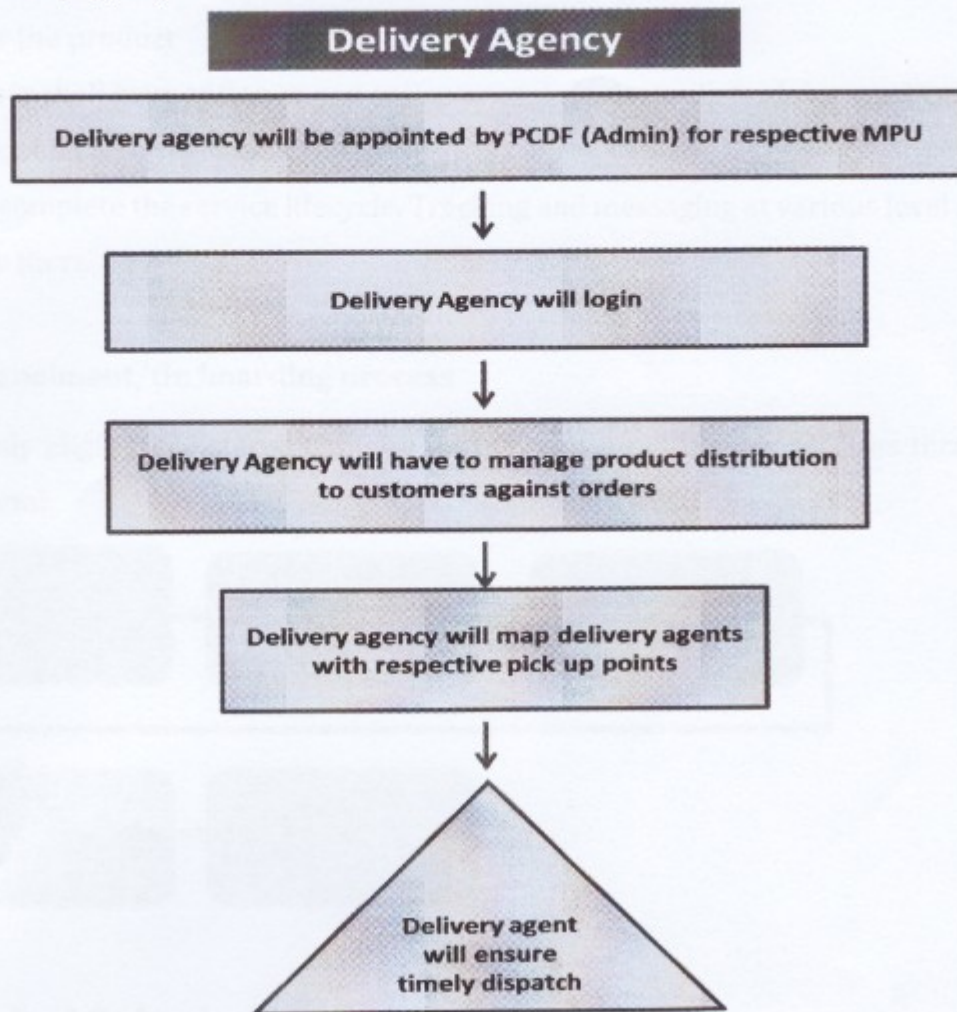 Delivery Agency
Delivery agency will be appointed by PCDF (Admin) for respective MPU
Delivery Agency will login
Delivery Agency will have to manage product distribution
to customers against orders
Delivery agency will map delivery agents
with respective pick up points
Delivery agent
will ensure
timely dispatch